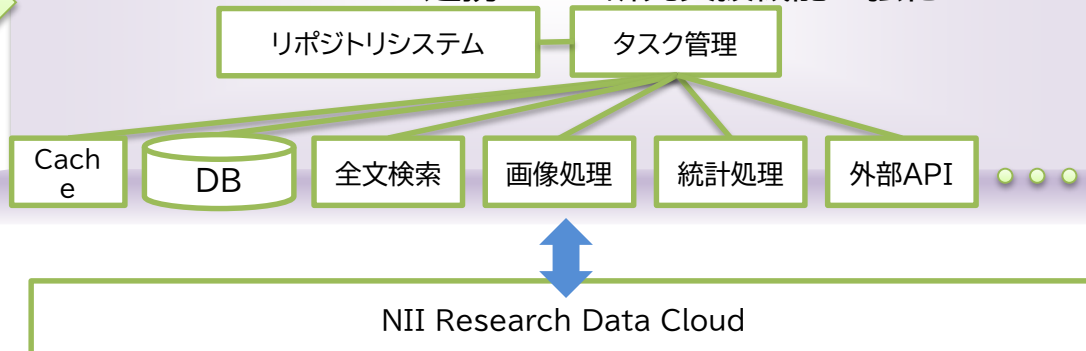 リポジトリシステム
タスク管理
Cach
e
DB
全文検索
画像処理
統計処理
外部API
NII Research Data Cloud